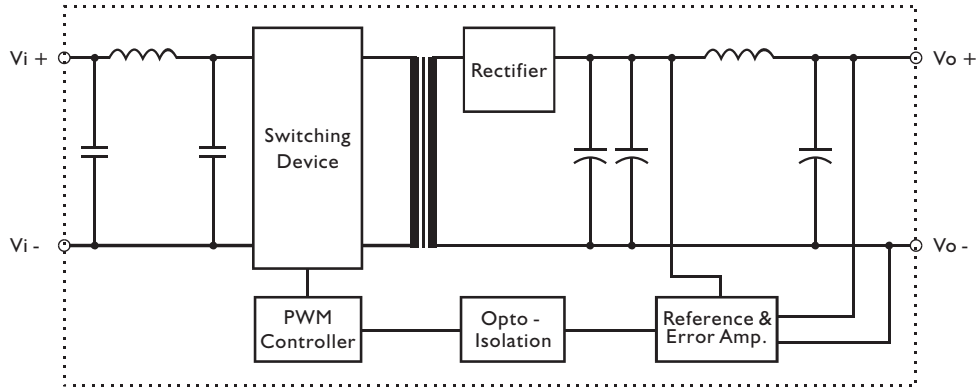 Vi +
Vo +
Rectifier
Switching
Device
Vi -
Vo -
PWM
Controller
Opto -
Isolation
Reference &
Error Amp.